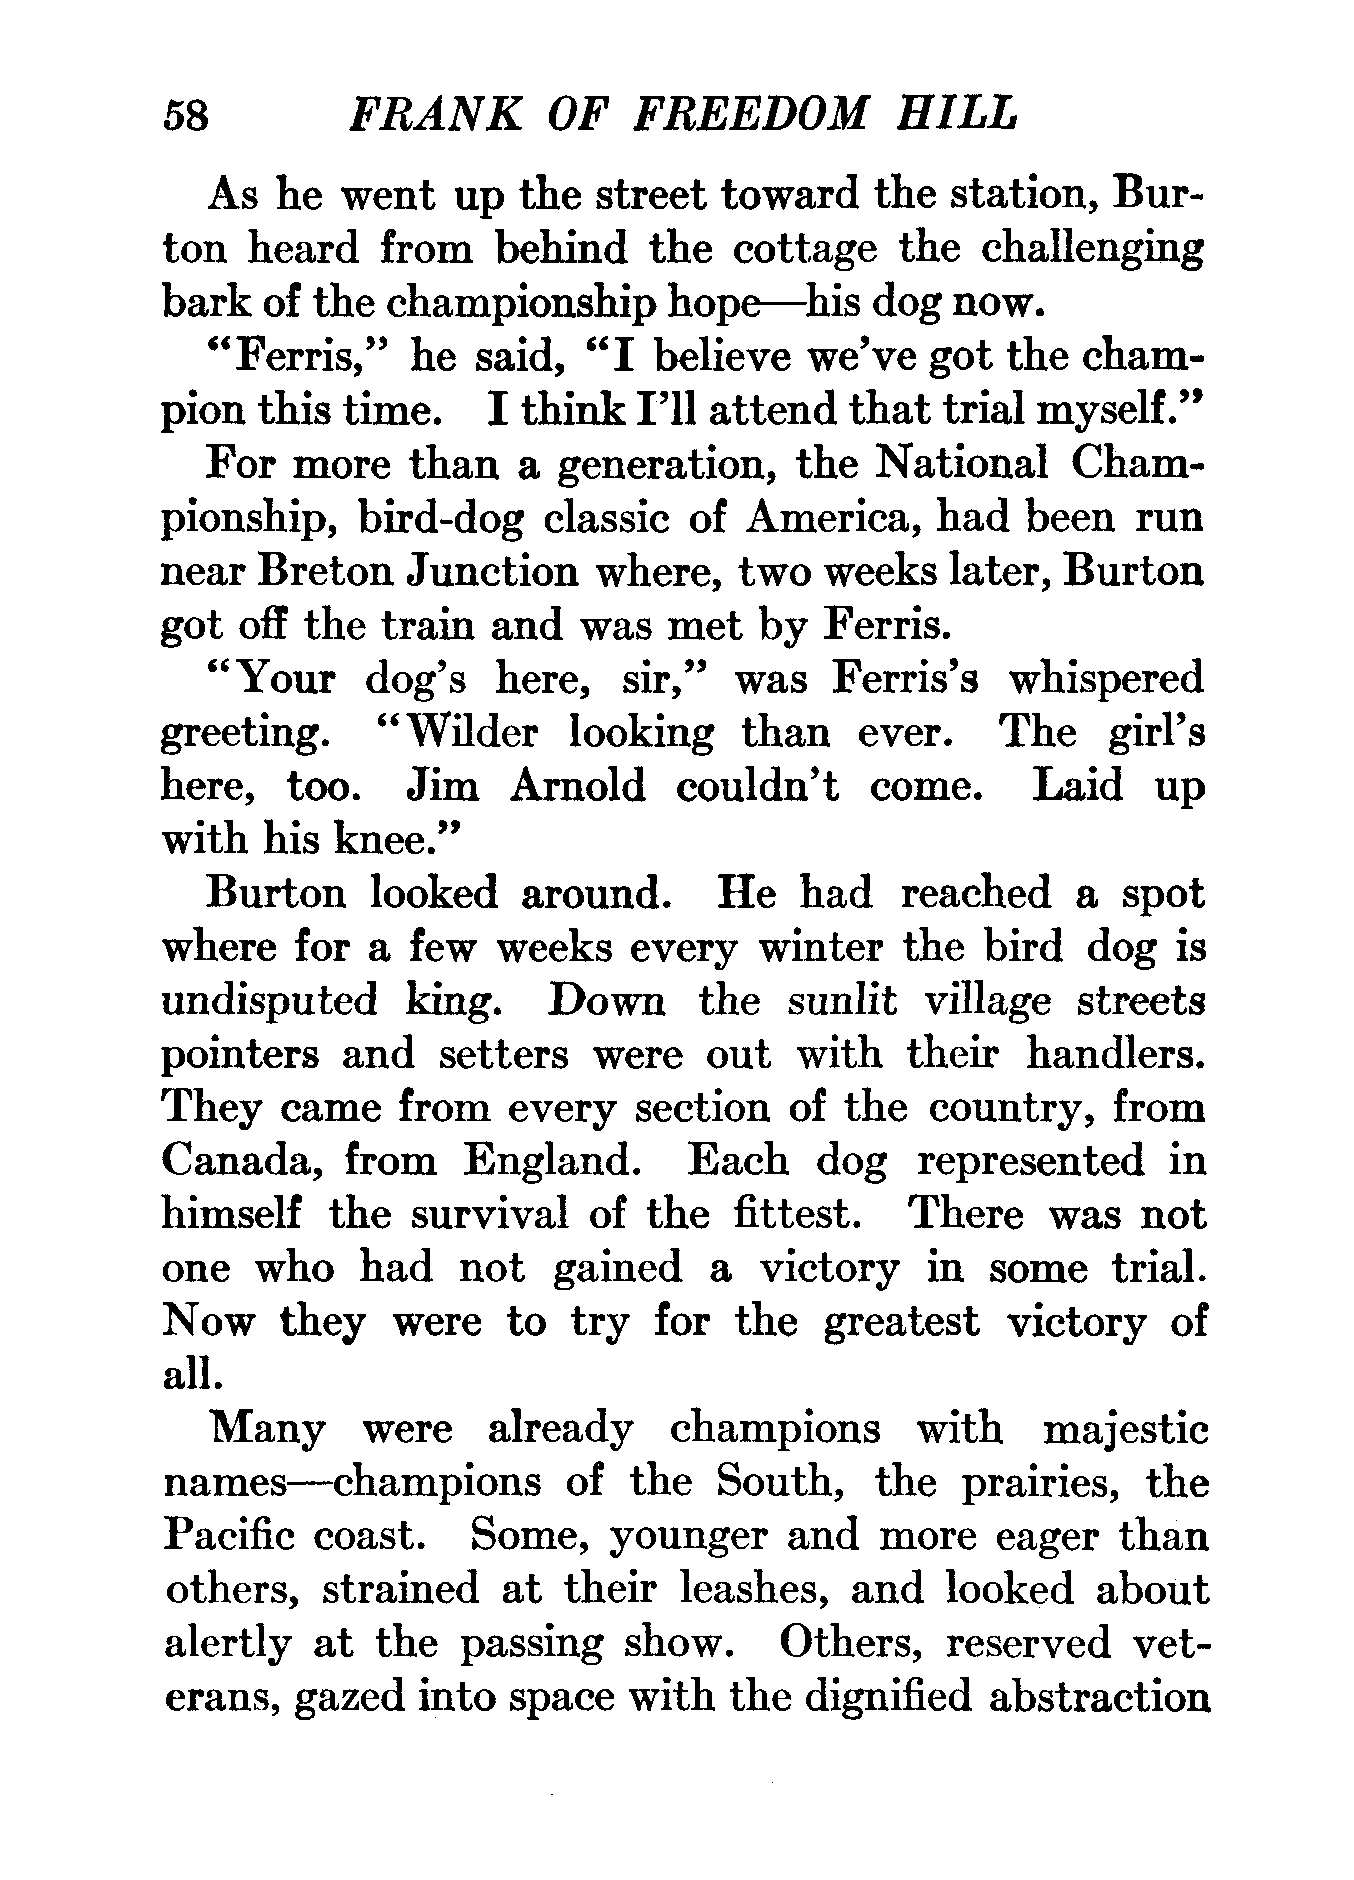 58 FRANK OF FREEDOM HILL
As he went up the street toward the station, Bur-
ton heard from behind the cottage the challenging
bark of the championship hope—his dog now.
“Ferris,” he said, “I believe we’ve got the cham-
pion this time. I think I’ll attend that trial myself.”
For more than a generation, the National Cham-
pionship, bird-dog classic of America, had been run
near Breton Junction where, two weeks later, Burton
got off the train and was met by Ferris.
“Your dog’s here, sir,” was Ferris’s whispered
greeting. “Wilder looking than ever. The girl’s
here, too. Jim Arnold couldn’t come. Laid up
with his knee.”
Burton looked around. He had reached a spot
where for a few weeks every winter the bird dog is
undisputed king. Down the sunlit village streets
pointers and setters were out with their handlers.
They came from every section of the country, from
Canada, from England. Each dog represented in
himself the survival of the fittest. There was not
one who had not gained a victory in some trial.
Now they were to try for the greatest victory of
all.
Many were already champions with majestic
names—champions of the South, the prairies, the
Pacific coast. Some, younger and more eager than
others, strained at their leashes, and looked about
alertly at the passing show. Others, reserved vet-
erans, gazed into space with the dignified abstraction